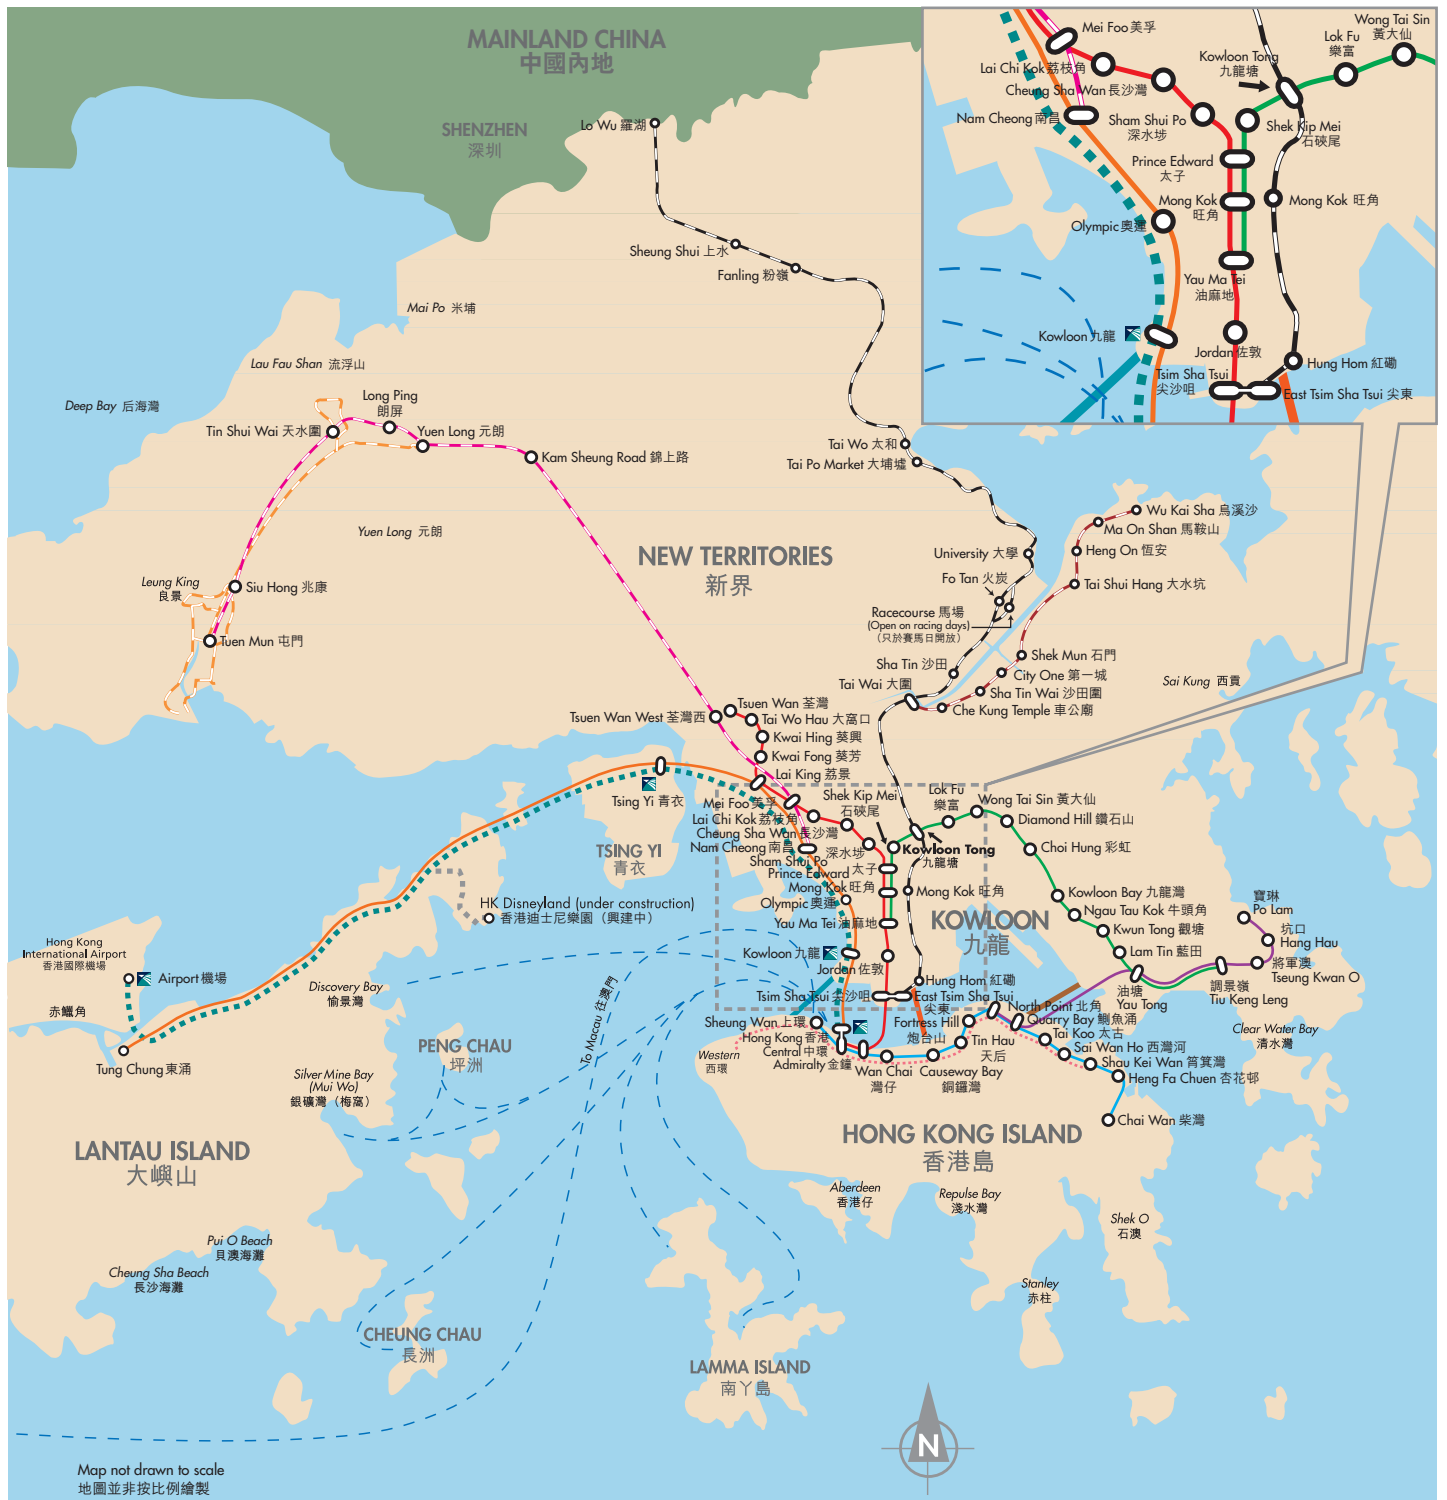 MAINLAND CHINA
中國內地
SHENZHEN
深圳
Lo Wu 羅湖
Sheung Shui 上水
Fanling 粉嶺
Mei Foo 美孚
Lai Chi Kok 荔枝角
Cheung Sha Wan 長沙灣
Nam Cheong 南昌
Sham Shui Po
深水埗
Prince Edward
太子
Mong Kok
旺角
Olympic 奧運
Yau Ma Tei
油麻地
Kowloon 九龍
Jordan 佐敦
Tsim Sha Tsui
尖沙咀
East Tsim Sha Tsui 尖東
Hung Hom 紅磡
Mong Kok 旺角
Shek Kip Mei
石硤尾
Kowloon Tong
九龍塘
Lok Fu
樂富
Wong Tai Sin
黃大仙
Mai Po 米埔
Lau Fau Shan 流浮山
Deep Bay 后海灣
Long Ping
朗屏
Tin Shui Wai 天水圍
Yuen Long 元朗
Kam Sheung Road 錦上路
Yuen Long 元朗
Tai Wo 太和
Tai Po Market 大埔墟
NEW TERRITORIES
新界
Wu Kai Sha 烏溪沙
Ma On Shan 馬鞍山
Heng On 恆安
Tai Shui Hang 大水坑
University 大學
Fo Tan 火炭
Racecourse 馬場
(Open on racing days)
（只於賽馬日開放）
Leung King
良景
Siu Hong 兆康
Tuen Mun 屯門
Sha Tin 沙田
Tai Wai 大圍
Shek Mun 石門
City One 第一城
Sha Tin Wai 沙田圍
Che Kung Temple 車公廟
Sai Kung 西貢
Tsuen Wan West 荃灣西
Tsuen Wan 荃灣
Tai Wo Hau 大窩口
Kwai Hing 葵興
Kwai Fong 葵芳
Lai King 荔景
Tsing Yi 青衣
TSING YI
青衣
Mei Foo 美孚
Lai Chi Kok 荔枝角
Cheung Sha Wan 長沙灣
Nam Cheong 南昌
Sham Shui Po
深水埗
Prince Edward
太子
Mong Kok 旺角
Olympic 奧運
Yau Ma Tei 油麻地
Kowloon 九龍
Jordan 佐敦
Tsim Sha Tsui 尖沙咀
East Tsim Sha Tsui
尖東
Hung Hom 紅磡
Mong Kok 旺角
Shek Kip Mei
石硤尾
Kowloon Tong
九龍塘
Lok Fu
樂富
Wong Tai Sin 黃大仙
Diamond Hill 鑽石山
Choi Hung 彩虹
Kowloon Bay 九龍灣
Ngau Tau Kok 牛頭角
Kwun Tong 觀塘
Lam Tin 藍田
油塘
Yau Tong
調景嶺
Tiu Keng Leng
將軍澳
Tseung Kwan O
坑口
Hang Hau
寶琳
Po Lam
KOWLOON
九龍
HK Disneyland (under construction)
香港迪士尼樂園（興建中）
Hong Kong
International Airport
香港國際機場
Airport 機場
赤鱲角
Tung Chung 東涌
Discovery Bay
愉景灣
Silver Mine Bay
(Mui Wo)
銀礦灣（梅窩）
PENG CHAU
坪洲
To Macau 往澳門
LANTAU ISLAND
大嶼山
Pui O Beach
貝澳海灘
Cheung Sha Beach
長沙海灘
CHEUNG CHAU
長洲
LAMMA ISLAND
南丫島
Sheung Wan 上環
Hong Kong 香港
Central 中環
Admiralty 金鐘
Western
西環
Wan Chai
灣仔
Causeway Bay
銅鑼灣
Fortress Hill
炮台山
Tin Hau
天后
North Point 北角
Quarry Bay 鰂魚涌
Tai Koo 太古
Sai Wan Ho 西灣河
Shau Kei Wan 筲箕灣
Heng Fa Chuen 杏花邨
Chai Wan 柴灣
Clear Water Bay
清水灣
HONG KONG ISLAND
香港島
Aberdeen
香港仔
Repulse Bay
淺水灣
Shek O
石澳
Stanley
赤柱
N
Map not drawn to scale
地圖並非按比例繪製